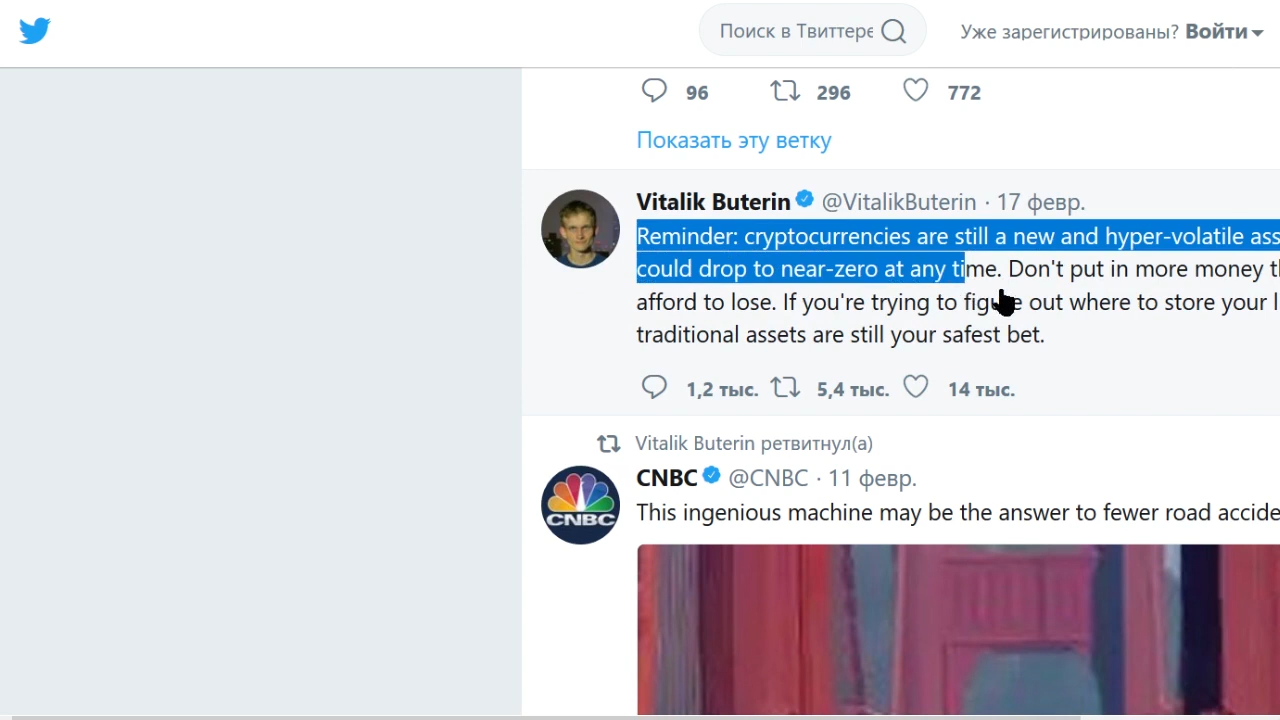 Поиск в Твиттере
Уже зарегистрированы? Войти
96 296 772
Показать эту ветку
Vitalik Buterin @VitalikButerin · 17 февр.
Reminder: cryptocurrencies are still a new and hyper-volatile ass
could drop to near-zero at any time. Don't put in more money th
afford to lose. If you're trying to figure out where to store your l
traditional assets are still your safest bet.
1,2 тыс. 5,4 тыс. 14 тыс.
Vitalik Buterin ретвитнул(а)
CNBC @CNBC · 11 февр.
CNBC
This ingenious machine may be the answer to fewer road accide